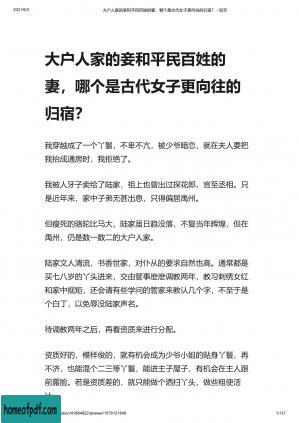 2021/6/3
大户人家的妾和平民百姓的妻,哪个是古代女子更向往的归宿? - 知乎
大户人家的妾和平民百姓的
妻,哪个是古代女子更向往的
归宿?
我穿越成了一个丫鬟,不卑不亢,被少爷暗恋,就在夫人要把
我抬成通房时,我拒绝了。
我被人牙子卖给了陆家,祖上也曾出过探花郎,官至丞相。只
是近年来,家中子弟无甚出息,只得偏居禹州。
但瘦死的骆驼比马大,陆家虽日趋没落,不复当年辉煌,但在
禹州,仍是数一数二的大户人家。
陆家文人清流,书香世家,对仆从的要求自然也高。通常都是
买七八岁的丫头进来,交由管事嬷嬷调教两年,教习刺绣女红
和家中规矩,还会请有些学问的管家来教认几个字,不至于是
个白丁,以免辱没陆家声名。
待调教两年之后,再看资质来进行分配。
资质好的,模样俊的,就有机会成为少爷小姐的贴身丫鬟,再
不济,也能混个二等丫鬟,能进主子屋子,有机会在主人跟
前露脸。若是资质差的,就只能做个洒扫丫头,做些粗使活
计
homeofpdf.com
1/137